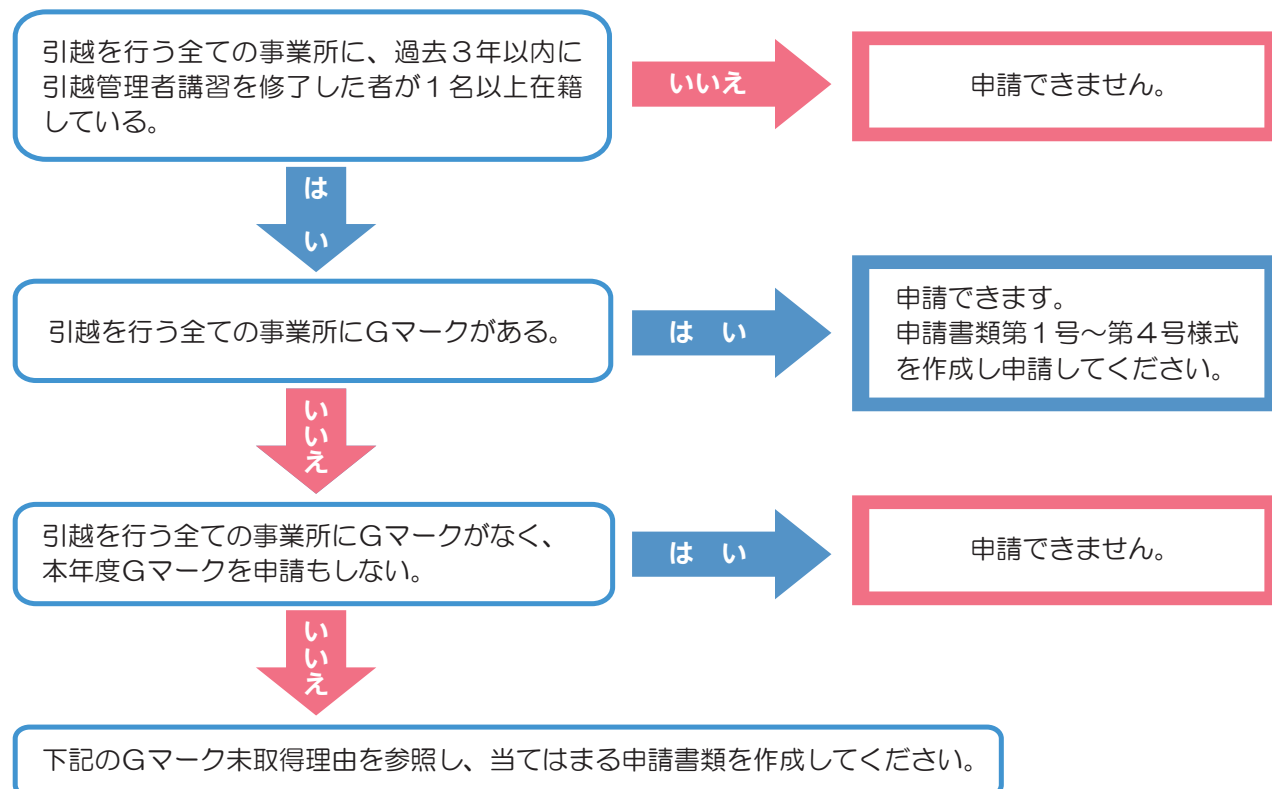 引越を行う全ての事業所に、過去３年以内に
引越管理者講習を修了した者が１名以上在籍
している。
いいえ
申請できません。
はい
引越を行う全ての事業所にＧマークがある。
は　い
申請できます。
申請書類第１号～第４号様式
を作成し申請してください。
いいえ
引越を行う全ての事業所にＧマークがなく、
本年度Ｇマークを申請もしない。
は　い
申請できません。
いいえ
下記のＧマーク未取得理由を参照し、当てはまる申請書類を作成してください。